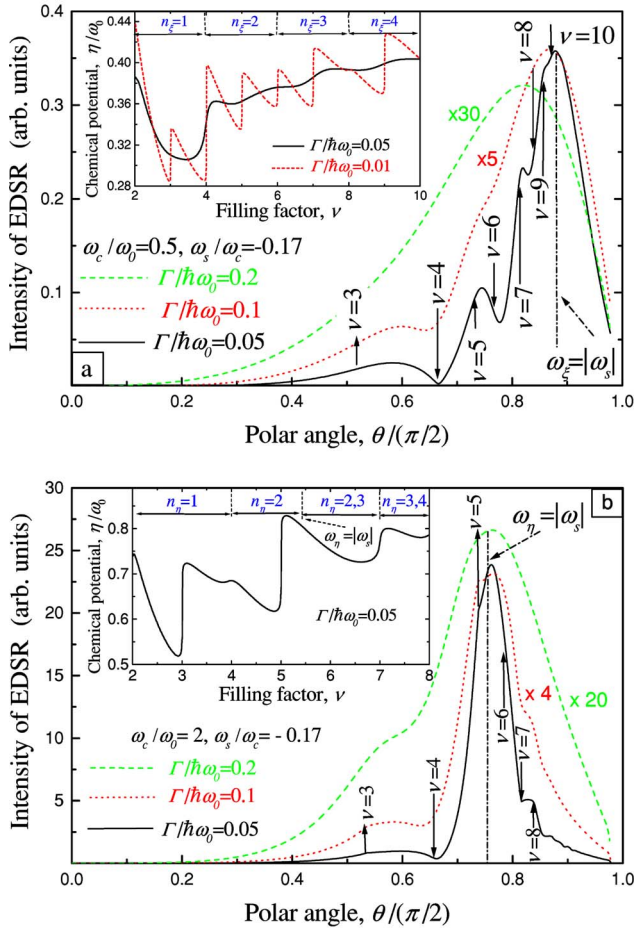 n_ξ=1 n_ξ=2 n_ξ=3 n_ξ=4
0.44
0.40
0.36
0.32
0.28
Chemical potential, η/ω₀
2 4 6 8 10
Filling factor, ν
Γ/ħω₀=0.05
Γ/ħω₀=0.01
0.4
0.3
0.2
0.1
Intensity of EDSR (arb. units)
ω_c/ω₀=0.5, ω_s/ω_c=-0.17
Γ/ħω₀=0.2
Γ/ħω₀=0.1
Γ/ħω₀=0.05
x30
x5
ν=3
ν=4
ν=5
ν=6
ν=7
ν=8
ν=9
ν=10
ω_ξ=|ω_s|
a
0.0 0.2 0.4 0.6 0.8 1.0
Polar angle, θ/(π/2)
n_η=1 n_η=2 n_η=2,3 n_η=3,4,
0.8
0.7
0.6
0.5
Chemical potential, η/ω₀
ω_η=|ω_s|
Γ/ħω₀=0.05
2 3 4 5 6 7 8
Filling factor, ν
30
25
20
15
10
5
Intensity of EDSR (arb. units)
ω_c/ω₀=2, ω_s/ω_c= - 0.17
Γ/ħω₀=0.2
Γ/ħω₀=0.1
Γ/ħω₀=0.05
ν=3
ν=4
ν=5
ν=6
ν=7
ν=8
ω_η=|ω_s|
x 4
x 20
b
0.0 0.2 0.4 0.6 0.8 1.0
Polar angle, θ/(π/2)